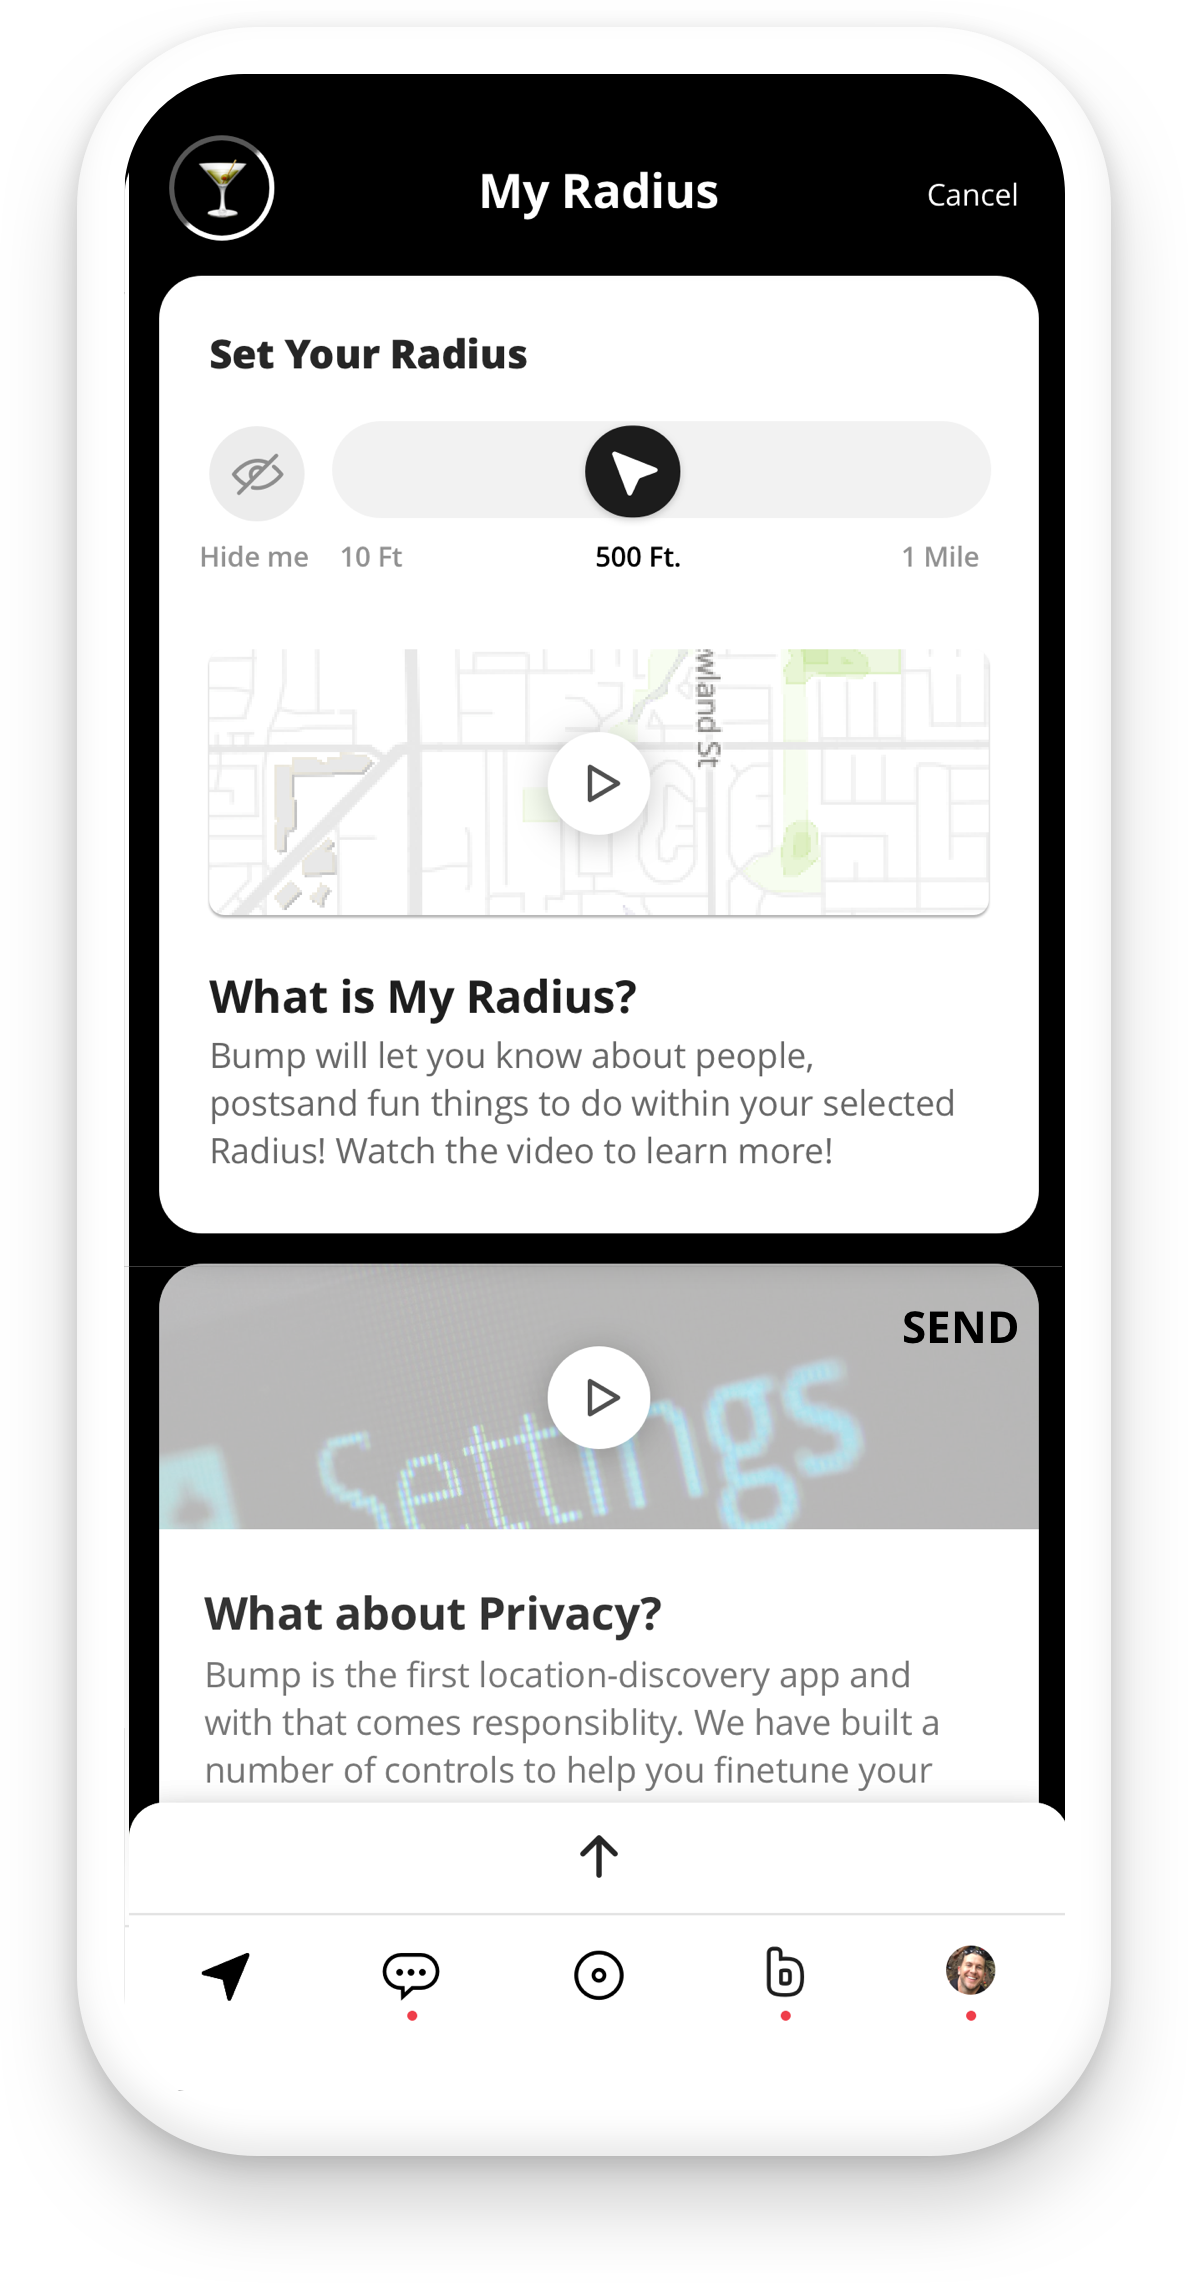 My Radius
Cancel
Set Your Radius
Hide me
10 Ft
500 Ft.
1 Mile
wland St
What is My Radius?
Bump will let you know about people,
postsand fun things to do within your selected
Radius! Watch the video to learn more!
SEND
Settings
What about Privacy?
Bump is the first location-discovery app and
with that comes responsiblity. We have built a
number of controls to help you finetune your
b